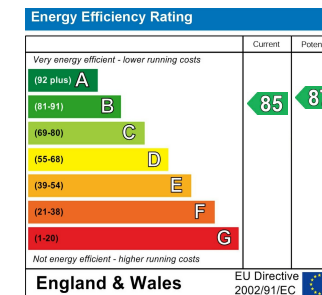 Energy Efficiency Rating
Current
Very energy efficient - lower running costs
(92 plus) A
(81-91) B
85
(69-80) C
(55-68) D
(39-54) E
(21-38) F
(1-20) G
Not energy efficient - higher running costs
England & Wales
EU Directive
2002/91/EC